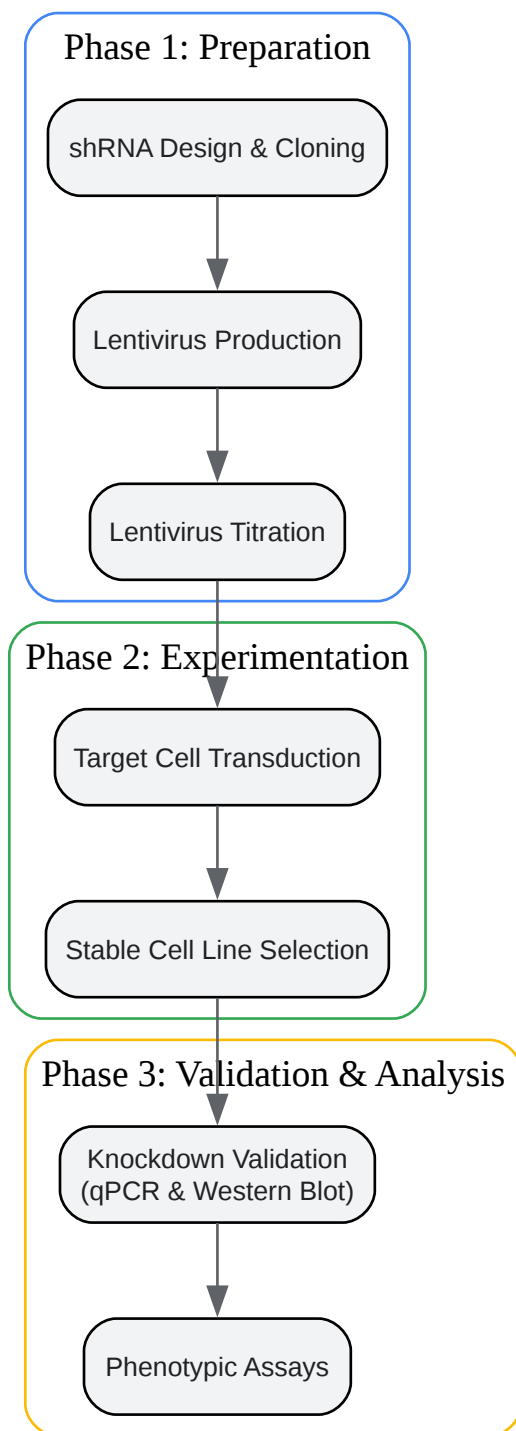 Phase 1: Preparation
shRNA Design & Cloning
Lentivirus Production
Lentivirus Titration
Phase 2: Experimentation
Target Cell Transduction
Stable Cell Line Selection
Phase 3: Validation & Analysis
Knockdown Validation
(qPCR & Western Blot)
Phenotypic Assays